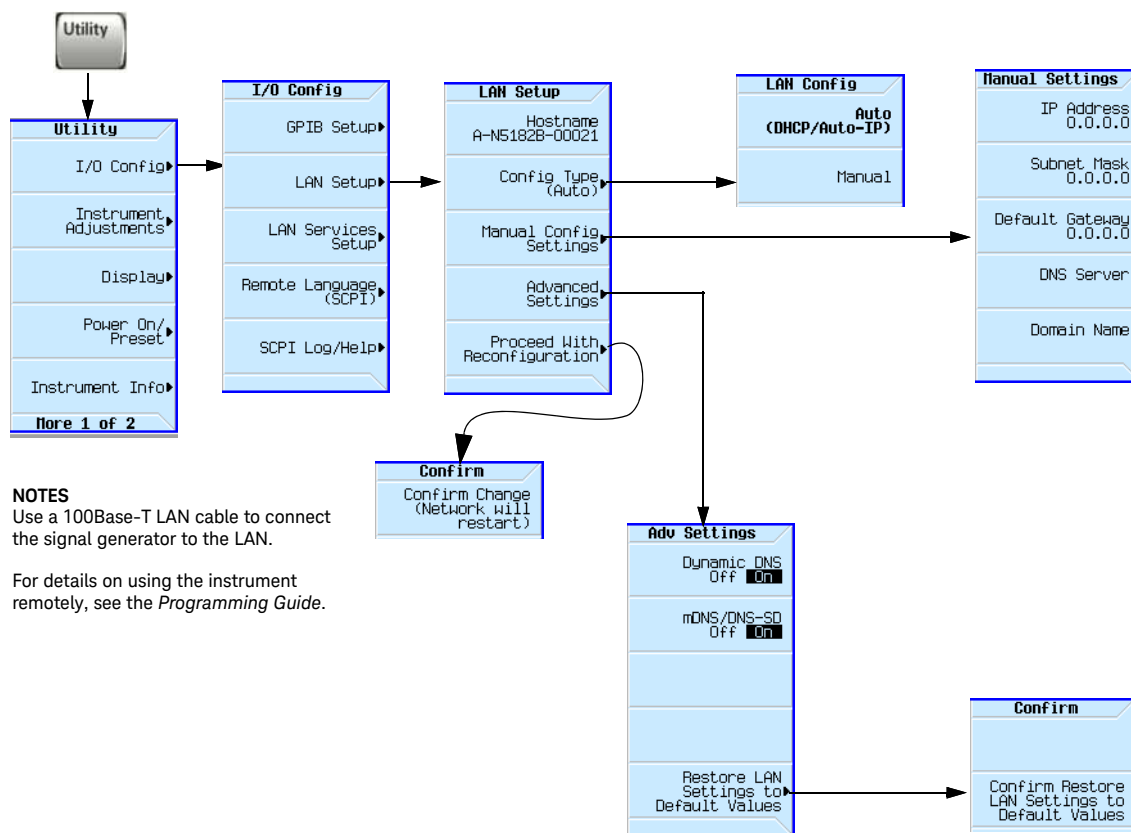 Utility
Utility
I/O Config
Instrument
Adjustments
Display
Power On/
Preset
Instrument Info
More 1 of 2
I/O Config
GPIB Setup
LAN Setup
LAN Services
Setup
Remote Language
(SCPI)
SCPI Log/Help
LAN Setup
Hostname
A-N5182B-00021
Config Type
(Auto)
Manual Config
Settings
Advanced
Settings
Proceed With
Reconfiguration
LAN Config
Auto
(DHCP/Auto-IP)
Manual
Manual Settings
IP Address
0.0.0.0
Subnet Mask
0.0.0.0
Default Gateway
0.0.0.0
DNS Server
Domain Name
Confirm
Confirm Change
(Network will
restart)
NOTES
Use a 100Base-T LAN cable to connect
the signal generator to the LAN.
For details on using the instrument
remotely, see the Programming Guide.
Adv Settings
Dynamic DNS
Off On
mDNS/DNS-SD
Off On
Restore LAN
Settings to
Default Values
Confirm
Confirm Restore
LAN Settings to
Default Values